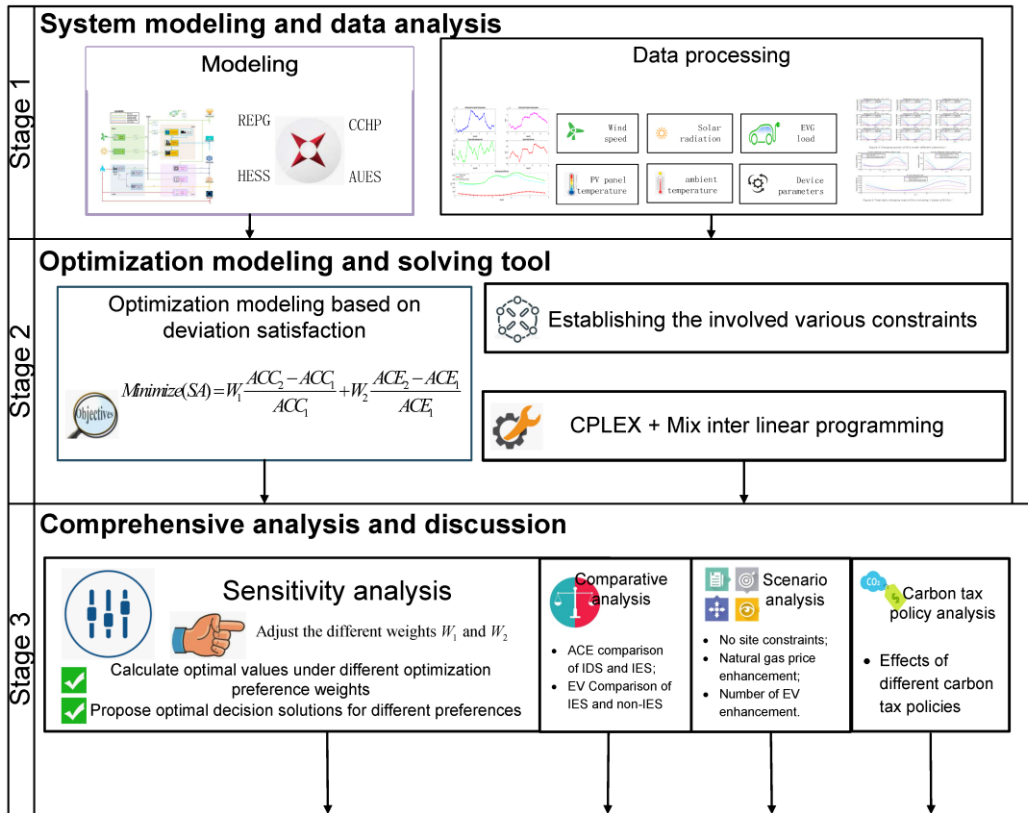 Stage 1
System modeling and data analysis
Modeling
REPG
CCHP
HESS
AUES
Data processing
Wind
speed
Solar
radiation
EVG
load
PV panel
temperature
ambient
temperature
Device
parameters
Stage 2
Optimization modeling and solving tool
Optimization modeling based on
deviation satisfaction
Objectives
Minimize(SA) = W₁ (ACC₂ − ACC₁)/ACC₁ + W₂ (ACE₂ − ACE₁)/ACE₁
Establishing the involved various constraints
CPLEX + Mix inter linear programming
Stage 3
Comprehensive analysis and discussion
Sensitivity analysis
Adjust the different weights W₁ and W₂
Calculate optimal values under different optimization
preference weights
Propose optimal decision solutions for different preferences
Comparative
analysis
• ACE comparison
of IDS and IES;
• EV Comparison of
IES and non-IES
Scenario
analysis
• No site constraints;
• Natural gas price
enhancement;
• Number of EV
enhancement.
CO₂
$
Carbon tax
policy analysis
• Effects of
different carbon
tax policies